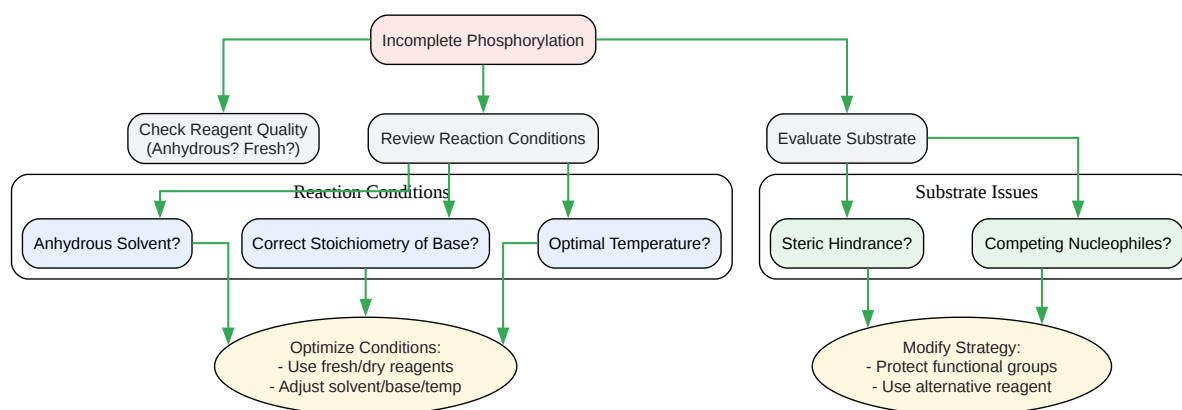 Incomplete Phosphorylation
Check Reagent Quality
(Anhydrous? Fresh?)
Review Reaction Conditions
Evaluate Substrate
Reaction Conditions
Substrate Issues
Anhydrous Solvent?
Correct Stoichiometry of Base?
Optimal Temperature?
Steric Hindrance?
Competing Nucleophiles?
Optimize Conditions:
- Use fresh/dry reagents
- Adjust solvent/base/temp
Modify Strategy:
- Protect functional groups
- Use alternative reagent